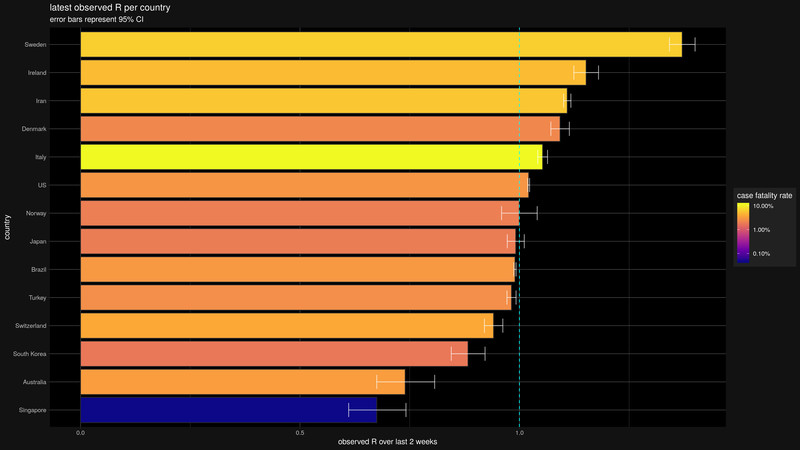 latest observed R per country
error bars represent 95% CI
country
Sweden
Ireland
Iran
Denmark
Italy
US
Norway
Japan
Brazil
Turkey
Switzerland
South Korea
Australia
Singapore
0.0
0.5
1.0
observed R over last 2 weeks
case fatality rate
10.00%
1.00%
0.10%